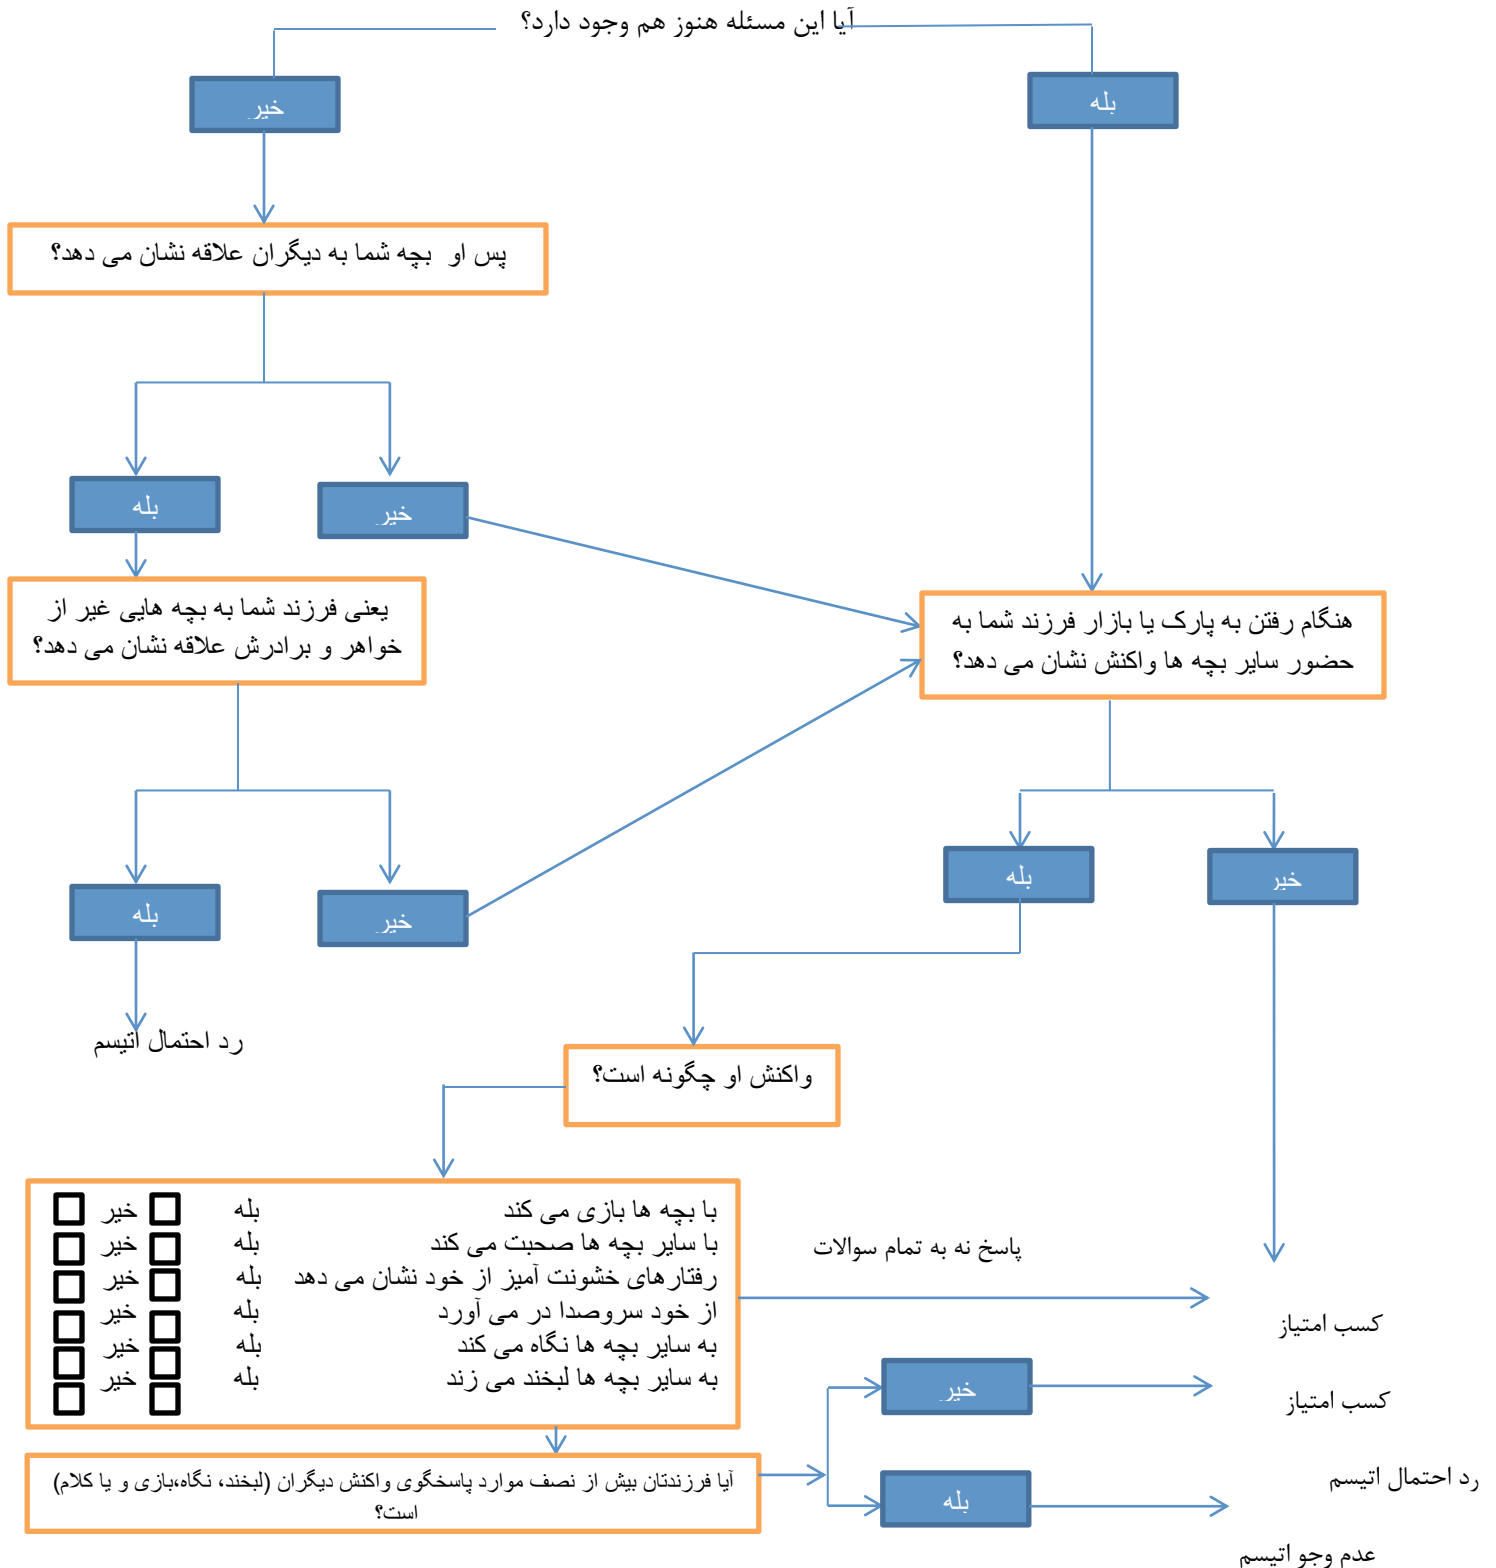 آیا این مسئله هنوز هم وجود دارد؟
بله
خیر
پس او بچه شما به دیگران علاقه نشان می دهد؟
بله
خیر
یعنی فرزند شما به بچه هایی غیر از
خواهر و برادرش علاقه نشان می دهد؟
هنگام رفتن به پارک یا بازار فرزند شما به
حضور سایر بچه ها واکنش نشان می دهد؟
بله
خیر
بله
خیر
رد احتمال اتیسم
واکنش او چگونه است؟
با بچه ها بازی می کند بله خیر
با سایر بچه ها صحبت می کند بله خیر
رفتارهای خشونت آمیز از خود نشان می دهد بله خیر
از خود سروصدا در می آورد بله خیر
به سایر بچه ها نگاه می کند بله خیر
به سایر بچه ها لبخند می زند بله خیر
پاسخ نه به تمام سوالات
کسب امتیاز
خیر
کسب امتیاز
آیا فرزندتان بیش از نصف موارد پاسخگوی واکنش دیگران (لبخند، نگاه،بازی و یا کلام)
است؟
بله
رد احتمال اتیسم
عدم وجو اتیسم